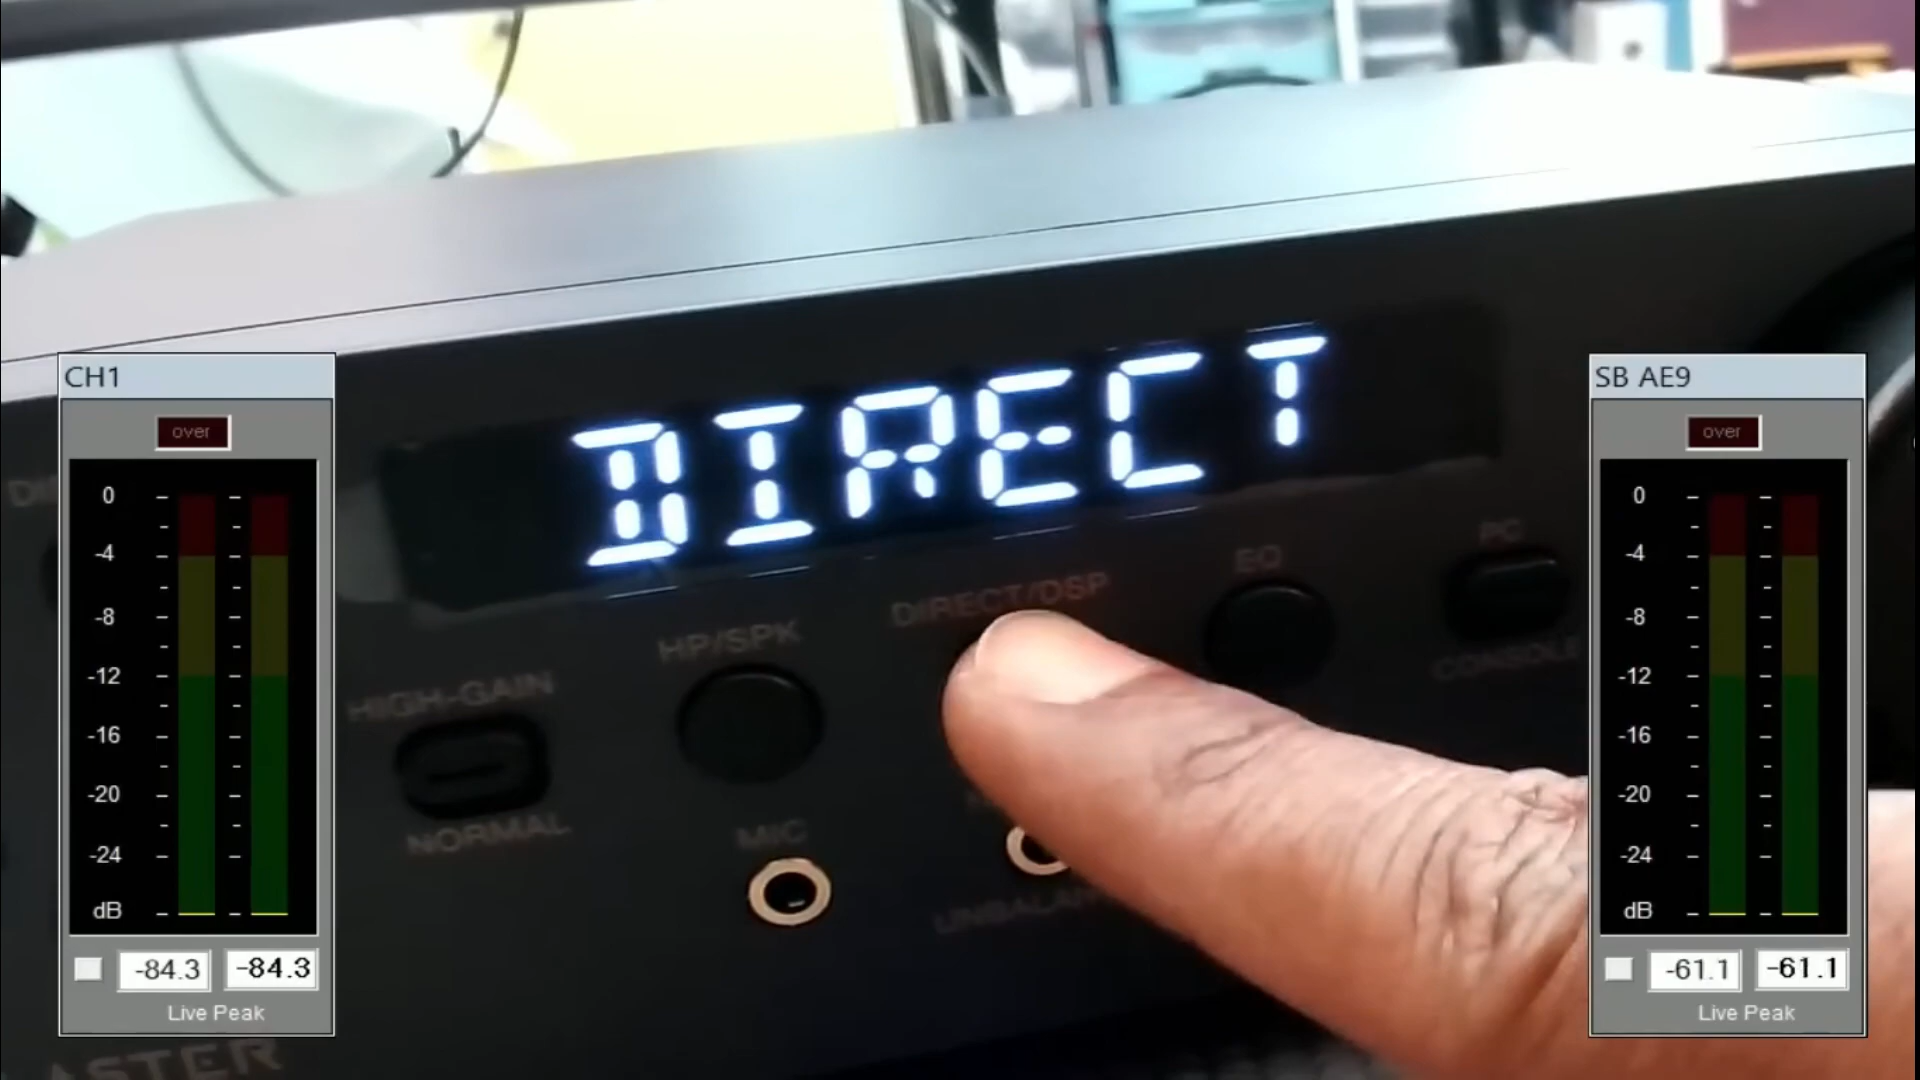 DIRECT
DIRECT/DSP
HP/SPK
EQ
PC
HIGH-GAIN
CONSOLE
NORMAL
MIC
CH1
over
0
-4
-8
-12
-16
-20
-24
dB
-84.3 -84.3
Live Peak
SB AE9
over
0
-4
-8
-12
-16
-20
-24
dB
-61.1 -61.1
Live Peak